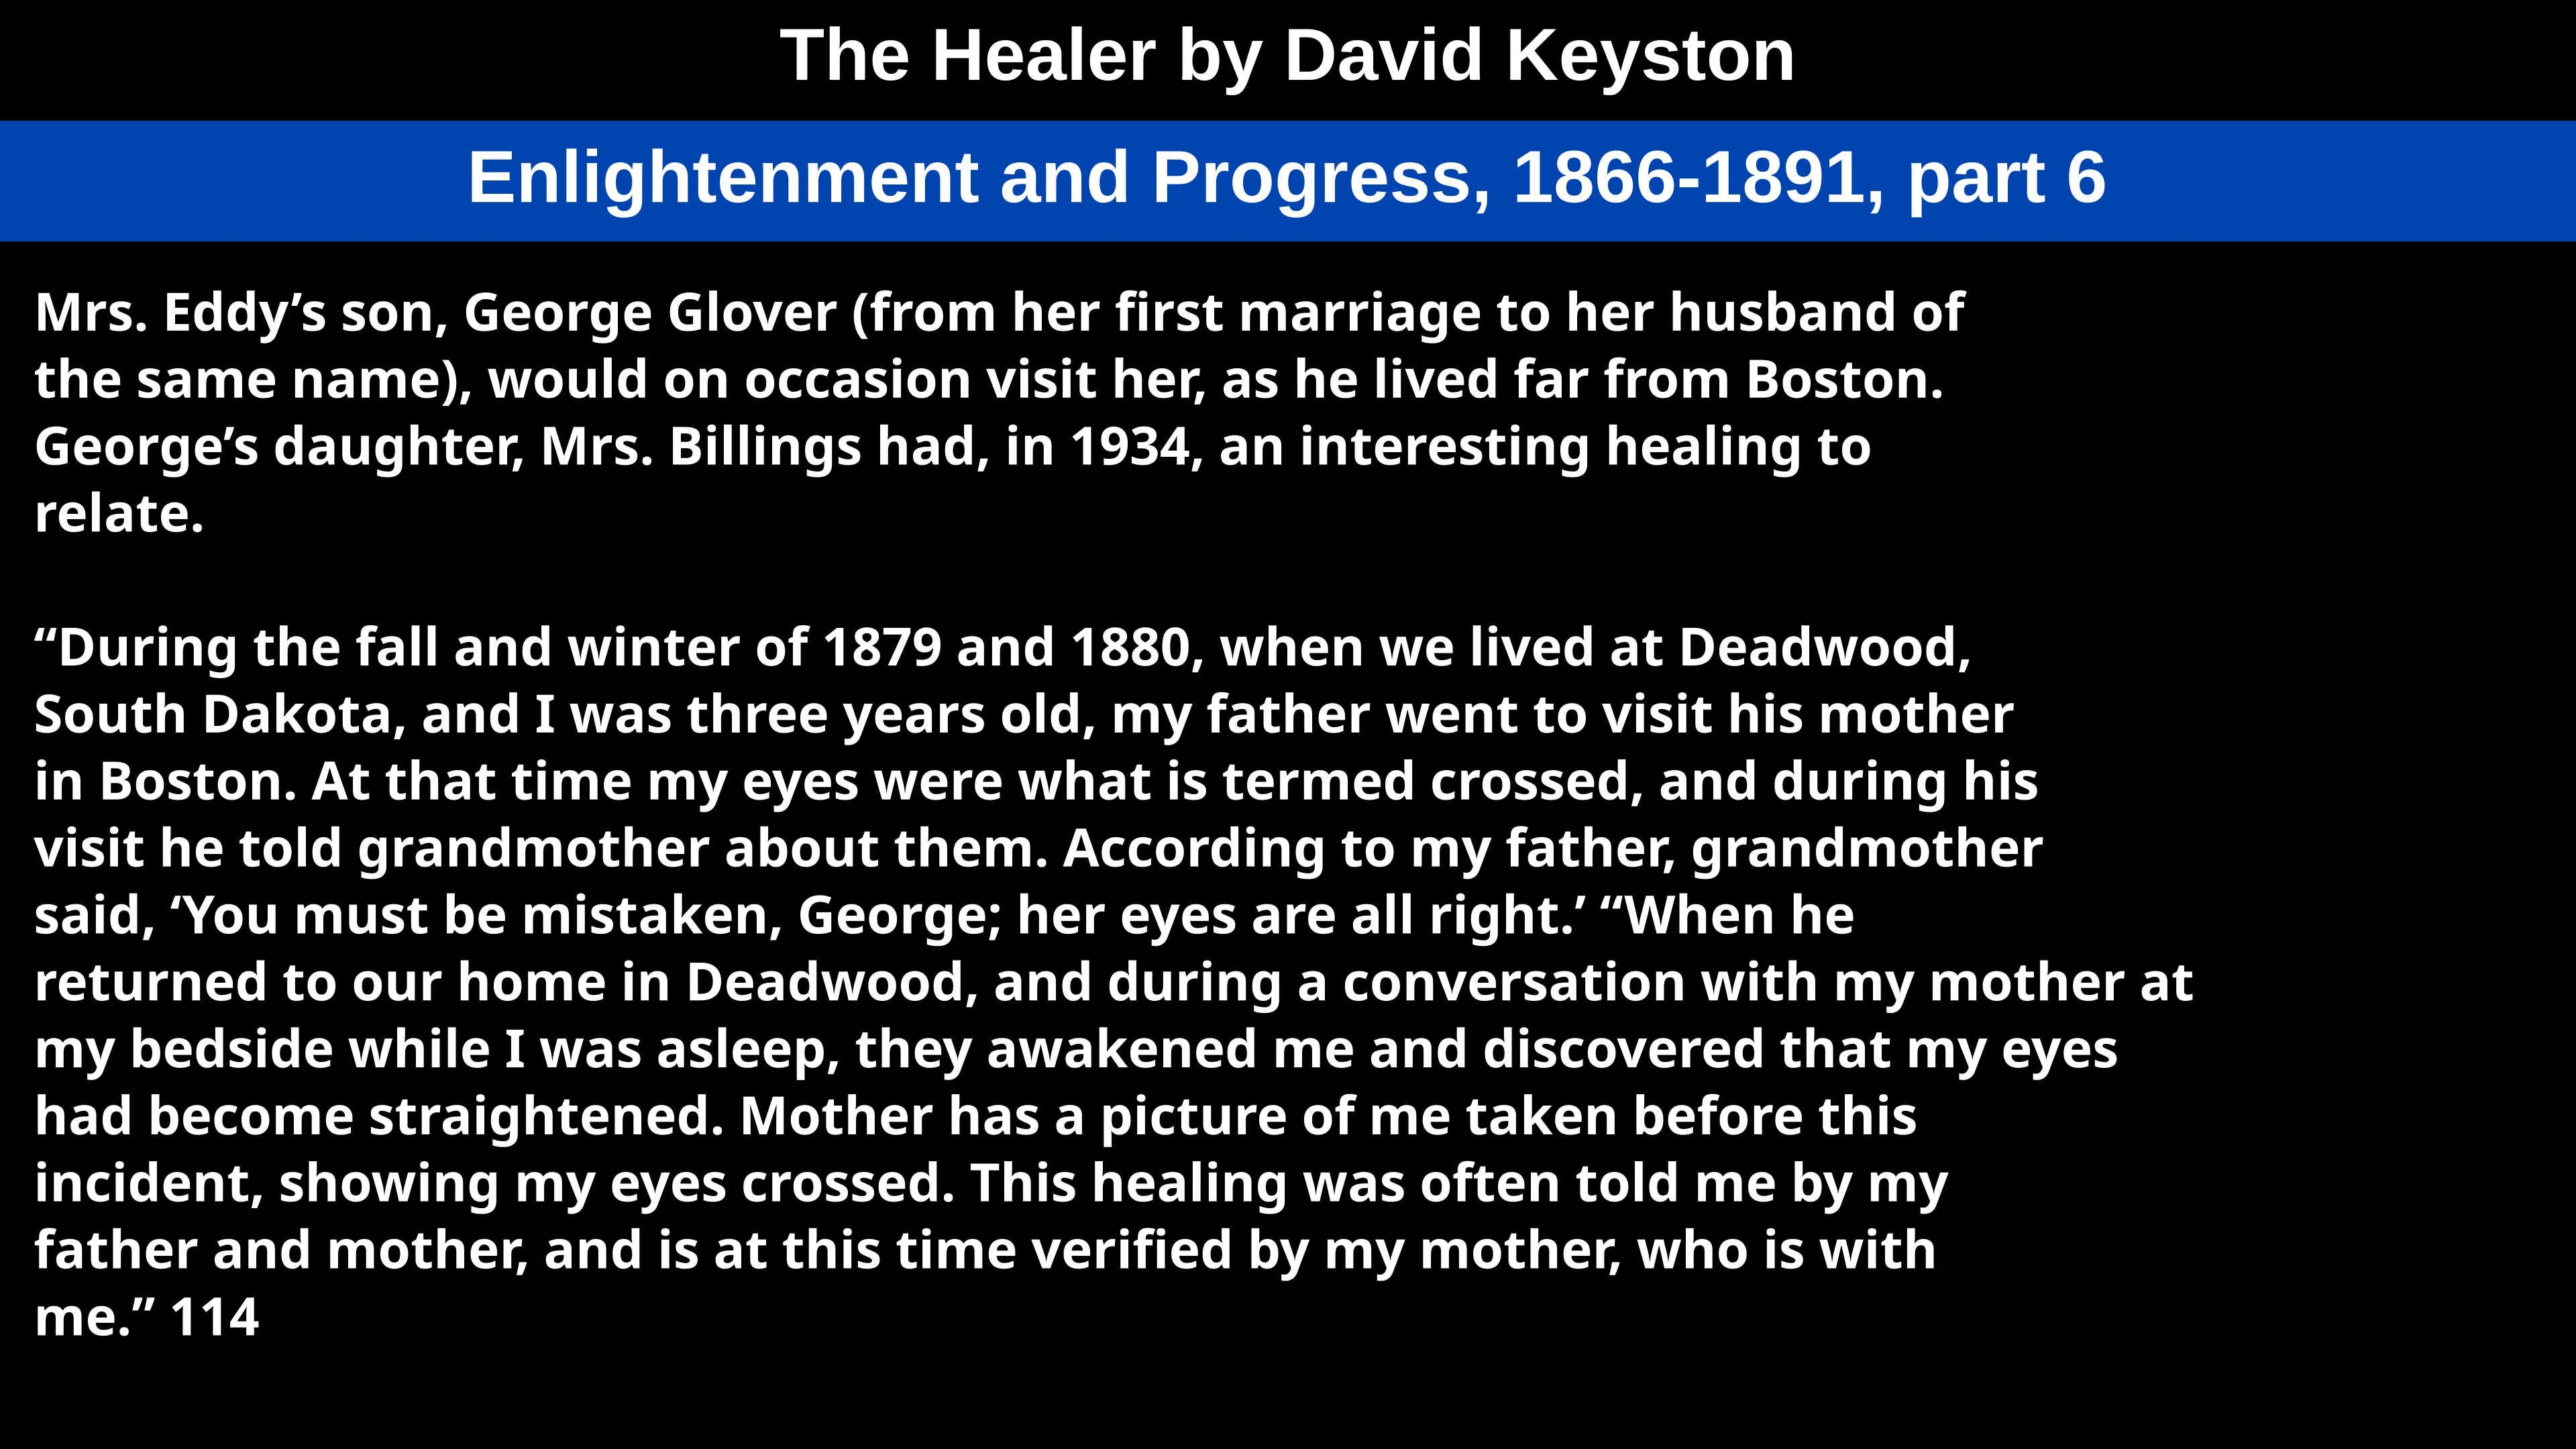 The Healer by David Keyston
Enlightenment and Progress, 1866-1891, part 6
Mrs. Eddy’s son, George Glover (from her first marriage to her husband of
the same name), would on occasion visit her, as he lived far from Boston.
George’s daughter, Mrs. Billings had, in 1934, an interesting healing to
relate.
“During the fall and winter of 1879 and 1880, when we lived at Deadwood,
South Dakota, and I was three years old, my father went to visit his mother
in Boston. At that time my eyes were what is termed crossed, and during his
visit he told grandmother about them. According to my father, grandmother
said, ‘You must be mistaken, George; her eyes are all right.’ “When he
returned to our home in Deadwood, and during a conversation with my mother at
my bedside while I was asleep, they awakened me and discovered that my eyes
had become straightened. Mother has a picture of me taken before this
incident, showing my eyes crossed. This healing was often told me by my
father and mother, and is at this time verified by my mother, who is with
me.” 114